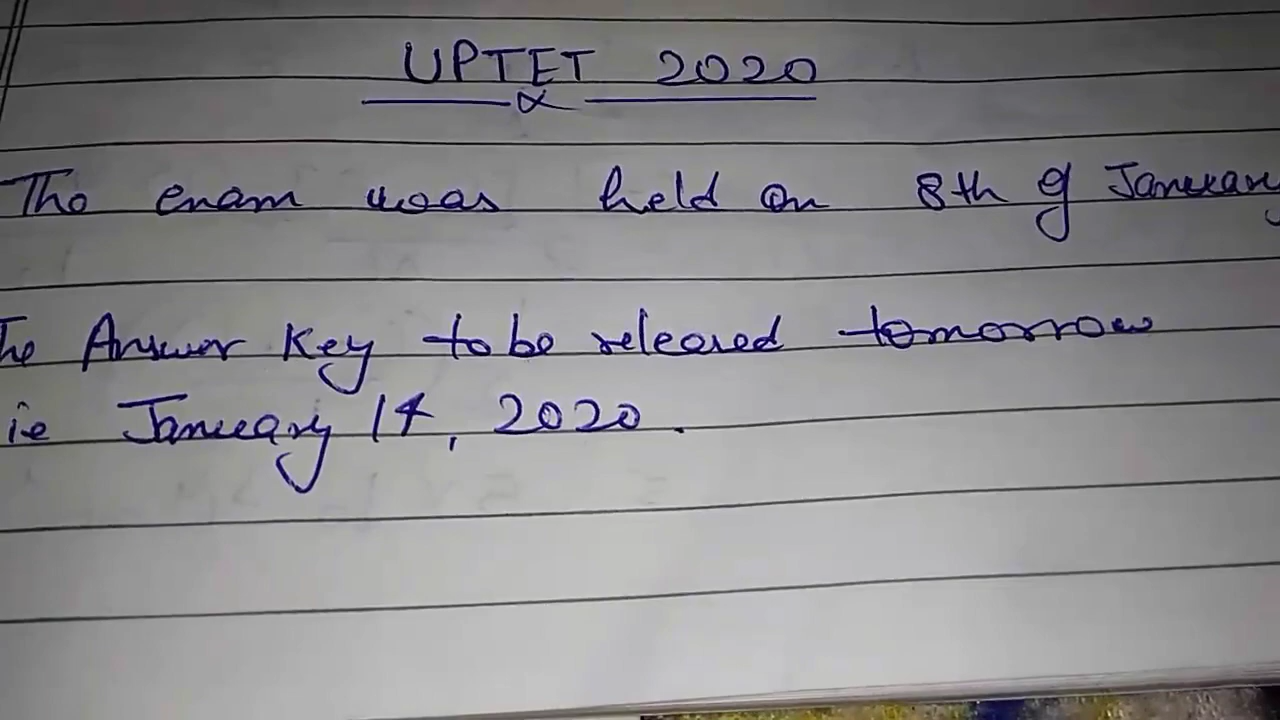 UPTET 2020
The exam was held on 8th of January
The Answer Key to be released tomorrow
ie January 14, 2020.